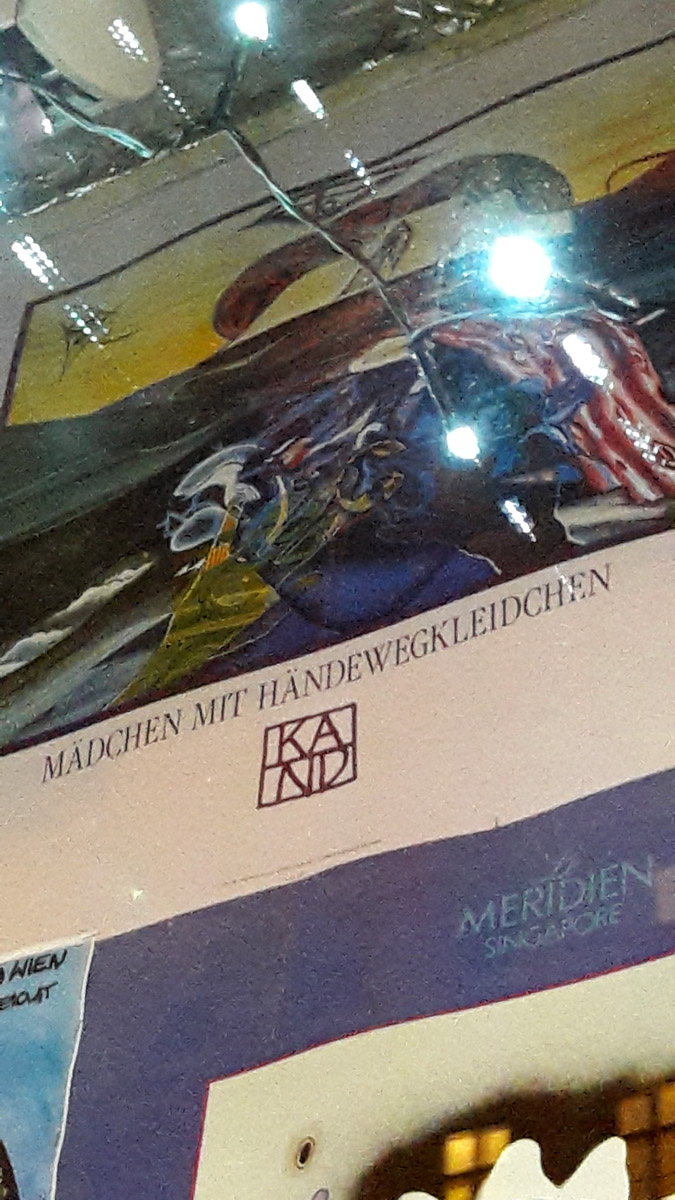 MÄDCHEN MIT HÄNDEWEGKLEIDCHEN
KA
ND
MERIDIEN
SINGAPORE
WIEN